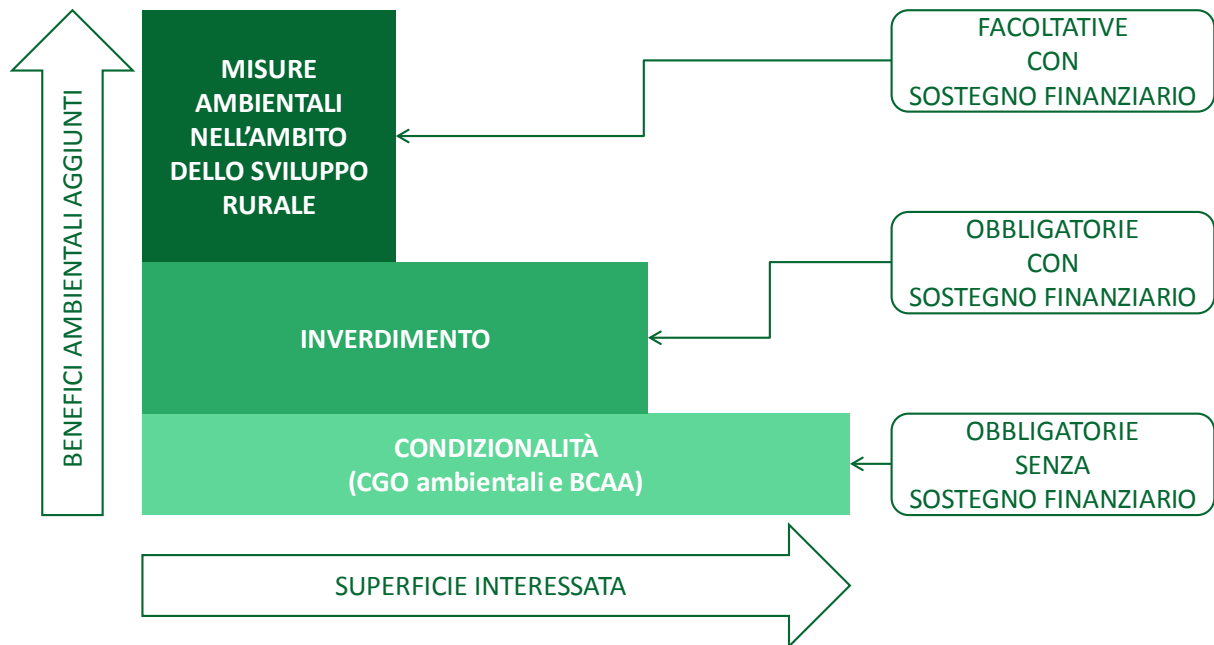 BENEFICI AMBIENTALI AGGIUNTI
MISURE
AMBIENTALI
NELL'AMBITO
DELLO SVILUPPO
RURALE
FACOLTATIVE
CON
SOSTEGNO FINANZIARIO
INVERDIMENTO
OBBLIGATORIE
CON
SOSTEGNO FINANZIARIO
CONDIZIONALITÀ
(CGO ambientali e BCAA)
OBBLIGATORIE
SENZA
SOSTEGNO FINANZIARIO
SUPERFICIE INTERESSATA